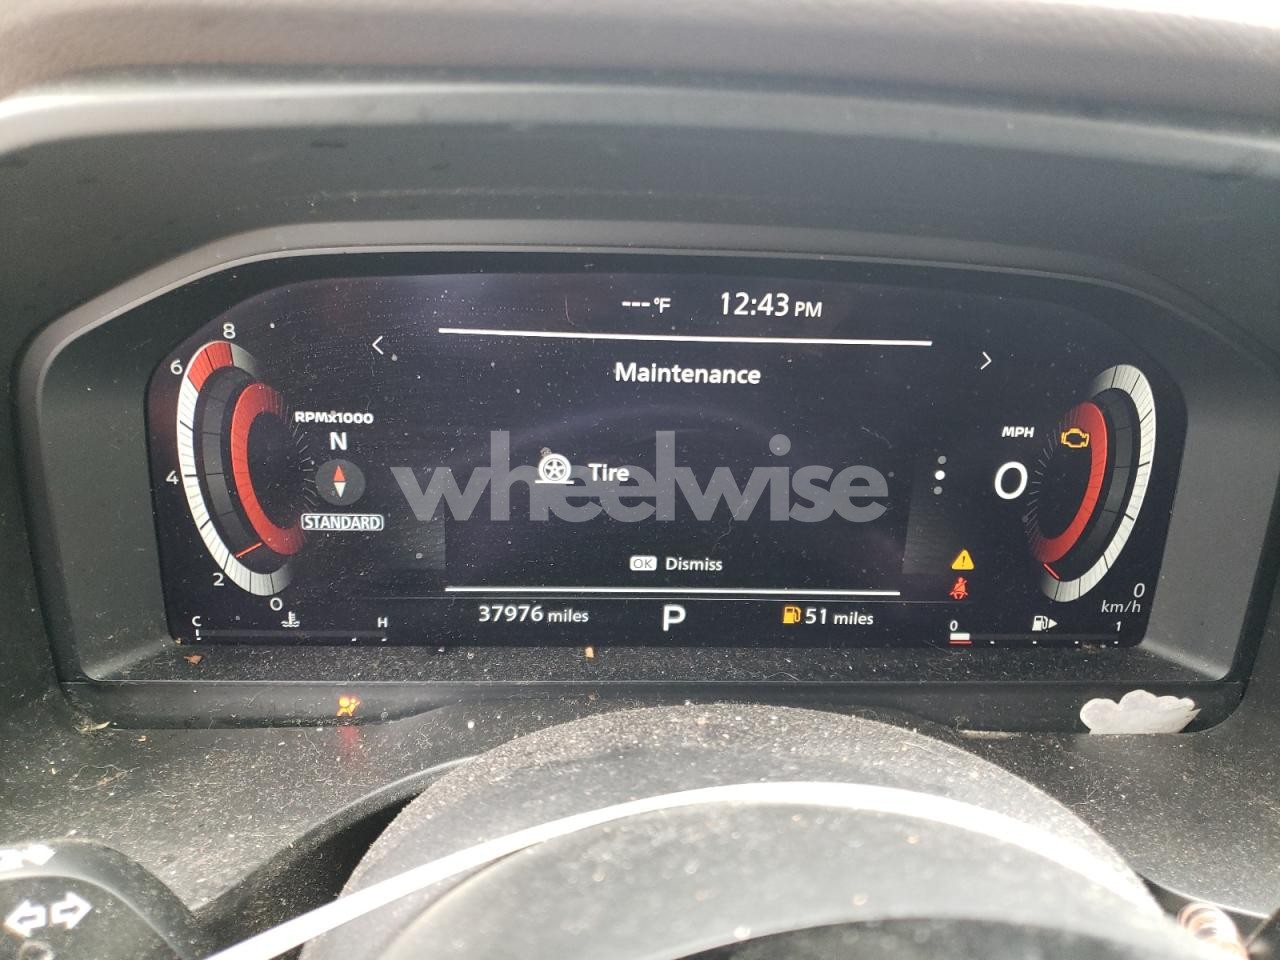 ---°F 12:43 PM
< >
Maintenance
8
6
RPMx1000
N
MPH
4
Tire
0
wheelwise
STANDARD
OK Dismiss
2
0
0
km/h
37976 miles P 51 miles
C H
0 1